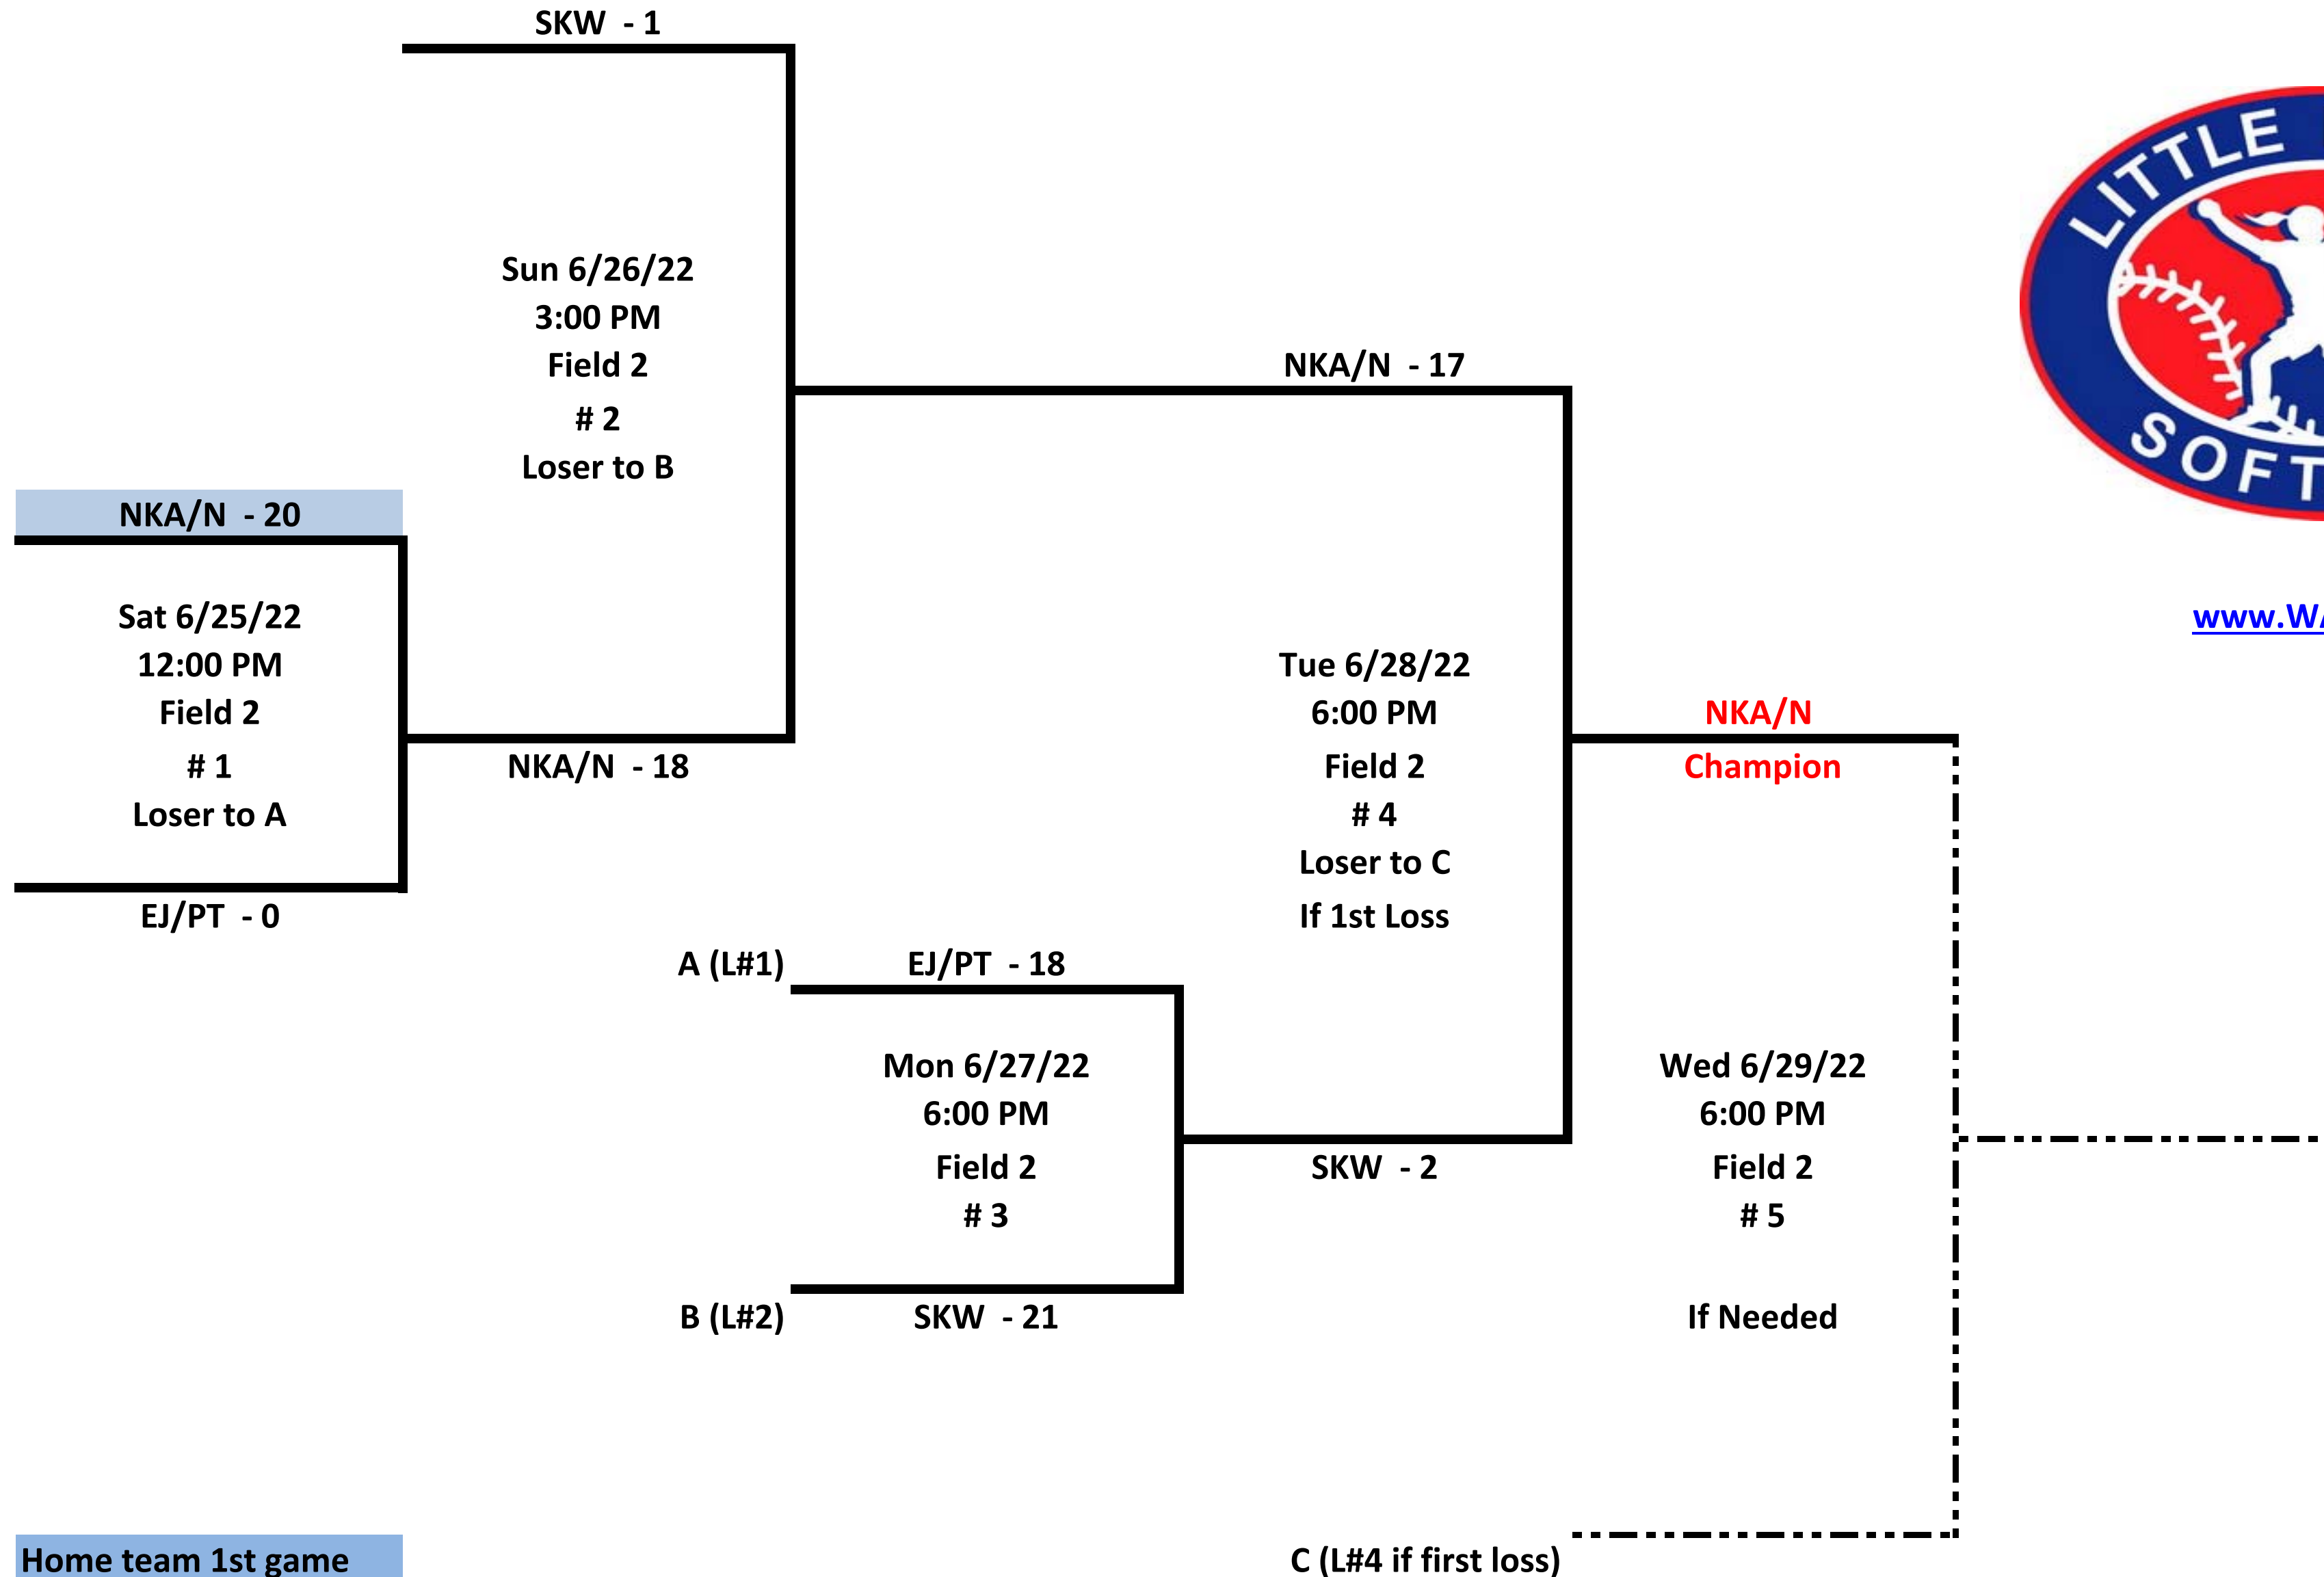 SKW - 1
Sun 6/26/22
3:00 PM
Field 2
# 2
Loser to B
NKA/N - 17
LITTLE
SOFT
NKA/N - 20
Sat 6/25/22
12:00 PM
Field 2
# 1
Loser to A
EJ/PT - 0
NKA/N - 18
www.WA
Tue 6/28/22
6:00 PM
Field 2
# 4
Loser to C
If 1st Loss
NKA/N
Champion
A (L#1) EJ/PT - 18
Mon 6/27/22
6:00 PM
Field 2
# 3
B (L#2) SKW - 21
SKW - 2
Wed 6/29/22
6:00 PM
Field 2
# 5
If Needed
Home team 1st game
C (L#4 if first loss)